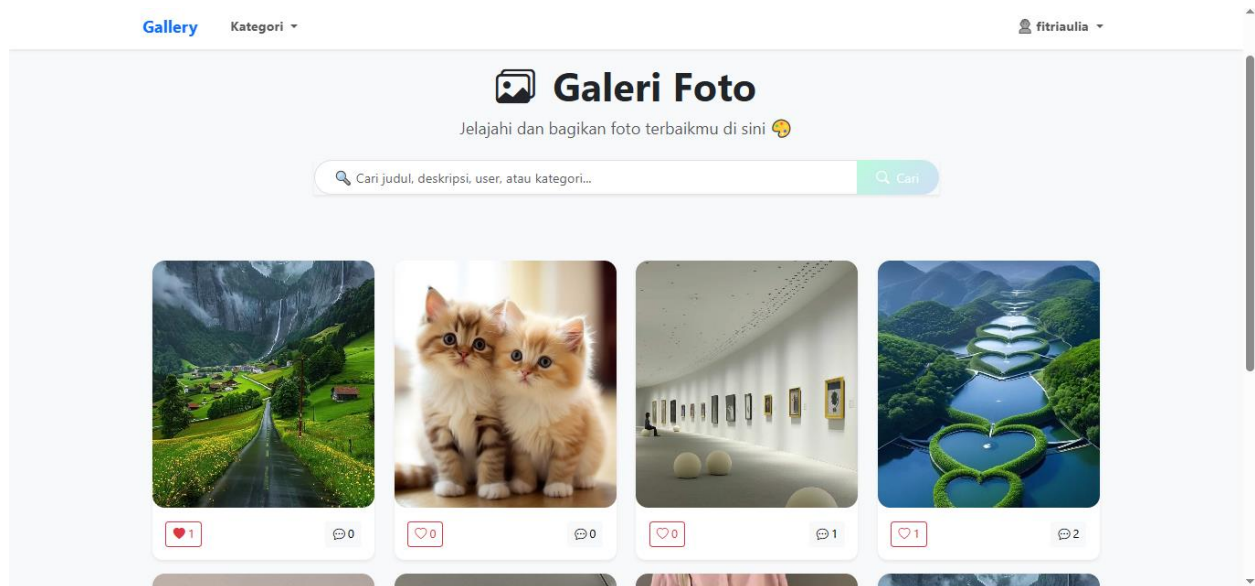 Gallery Kategori fitriaulia
Galeri Foto
Jelajahi dan bagikan foto terbaikmu di sini 🎨
🔍 Cari judul, deskripsi, user, atau kategori... Cari
1 0 0 0 0 1 1 2